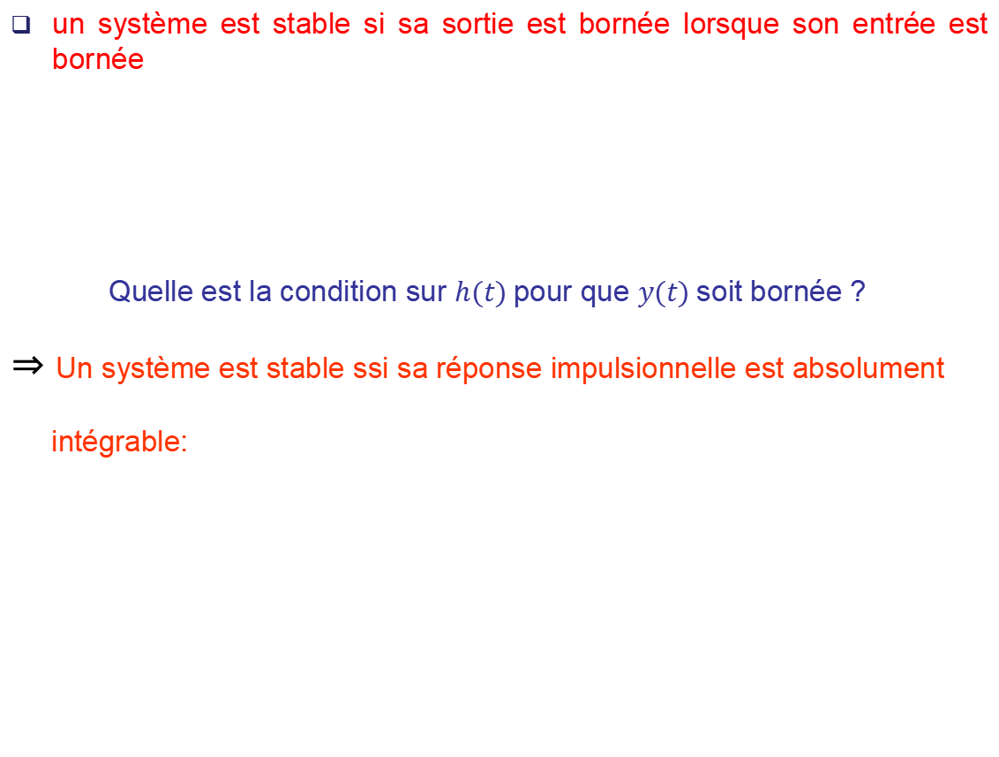 ❑ un système est stable si sa sortie est bornée lorsque son entrée est
bornée
Quelle est la condition sur h(t) pour que y(t) soit bornée ?
⇒ Un système est stable ssi sa réponse impulsionnelle est absolument
intégrable: